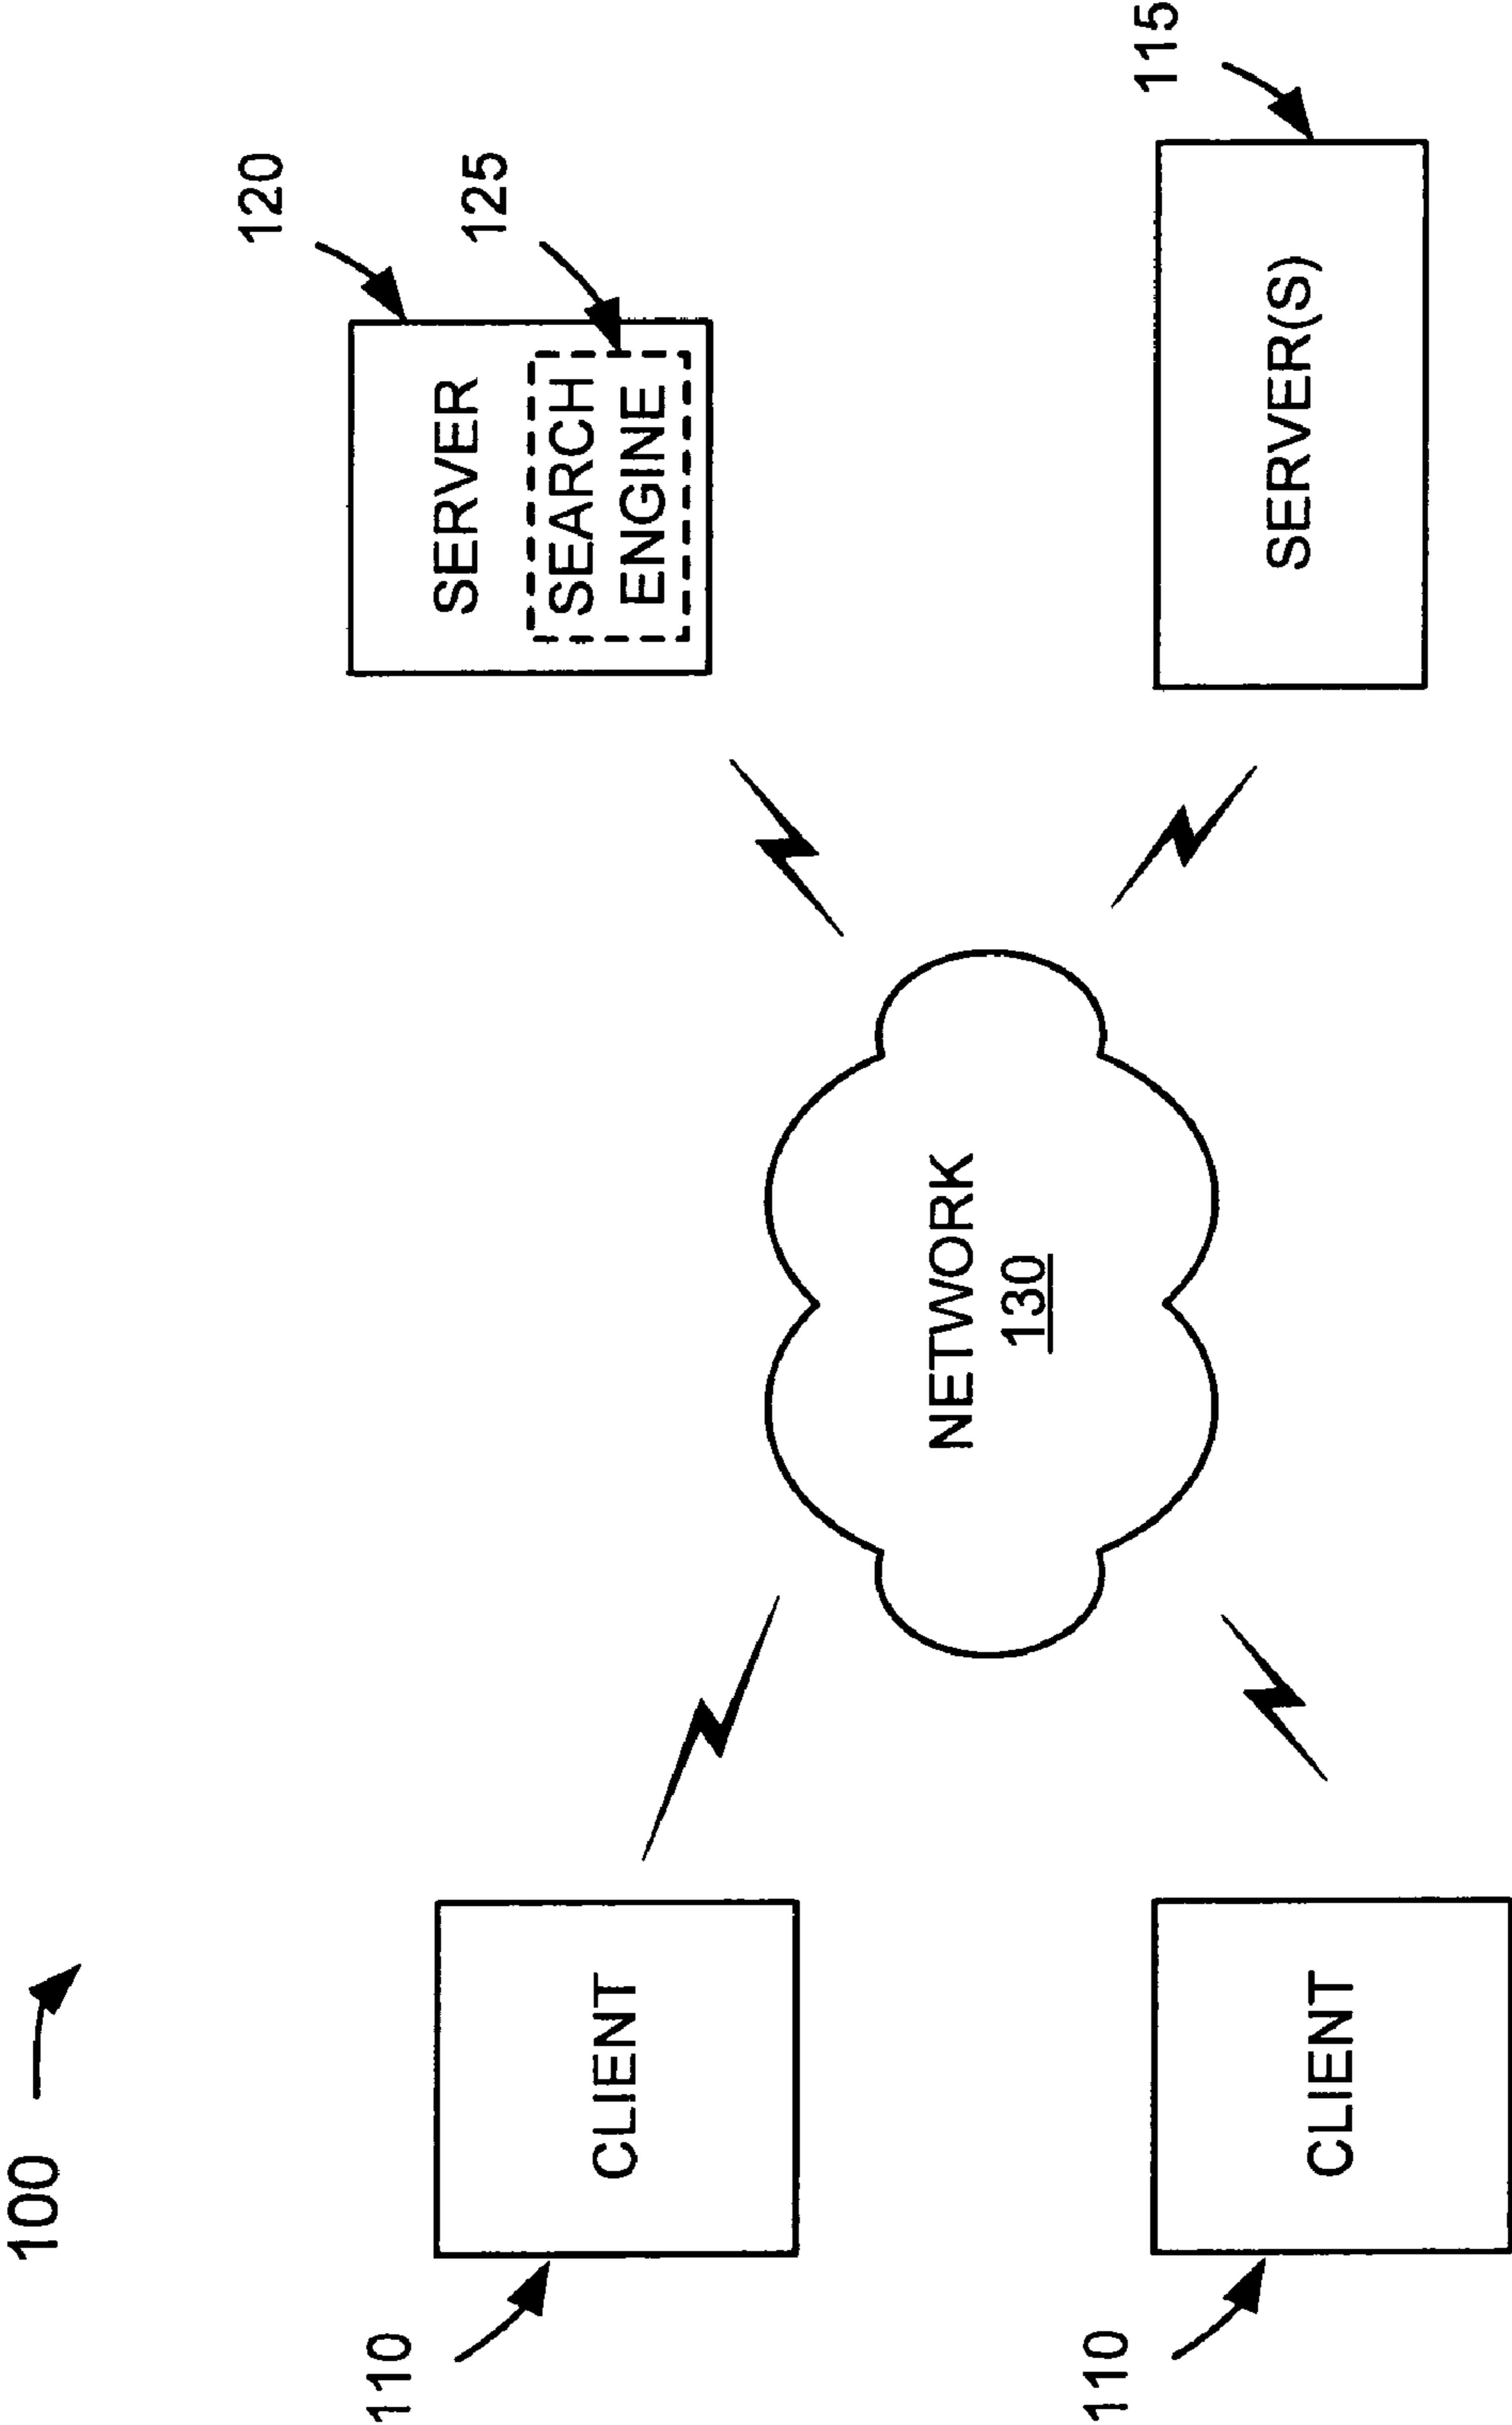 100
110
CLIENT
110
CLIENT
NETWORK
130
120
SERVER
125
SEARCH
ENGINE
115
SERVER(S)